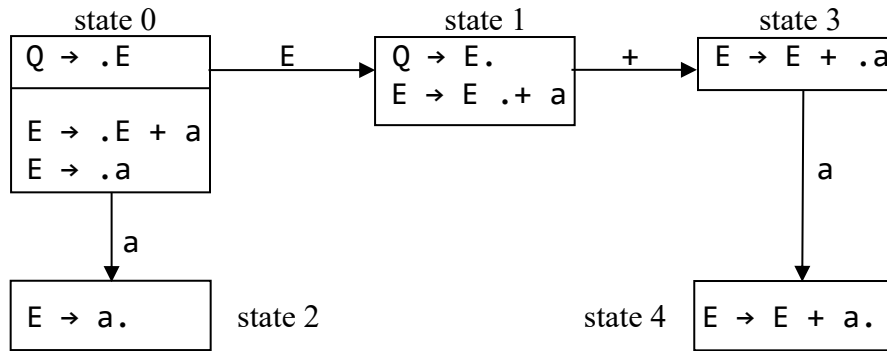 state 0
Q → .E
E → .E + a
E → .a
E
state 1
Q → E.
E → E .+ a
+
state 3
E → E + .a
a
a
E → a.
state 2
state 4
E → E + a.